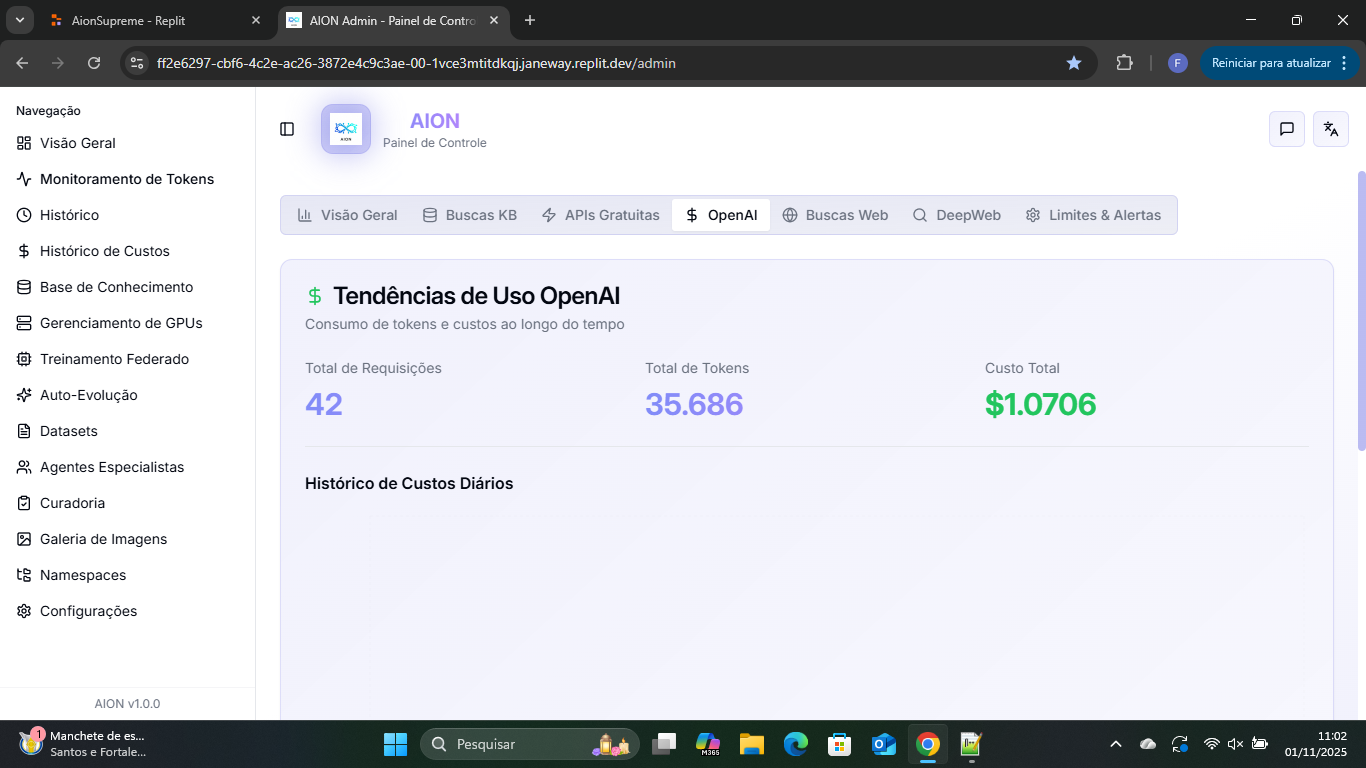 AionSupreme - Replit
AION Admin - Painel de Contro
ff2e6297-cbf6-4c2e-ac26-3872e4c9c3ae-00-1vce3mtitdkqj.janeway.replit.dev/admin
F
Reiniciar para atualizar
Navegação
Visão Geral
Monitoramento de Tokens
Histórico
Histórico de Custos
Base de Conhecimento
Gerenciamento de GPUs
Treinamento Federado
Auto-Evolução
Datasets
Agentes Especialistas
Curadoria
Galeria de Imagens
Namespaces
Configurações
AION v1.0.0
AION
AION
Painel de Controle
Visão Geral
Buscas KB
APIs Gratuitas
OpenAI
Buscas Web
DeepWeb
Limites & Alertas
Tendências de Uso OpenAI
Consumo de tokens e custos ao longo do tempo
Total de Requisições
42
Total de Tokens
35.686
Custo Total
$1.0706
Histórico de Custos Diários
1
Manchete de es...
Santos e Fortale...
Pesquisar
M365
11:02
01/11/2025